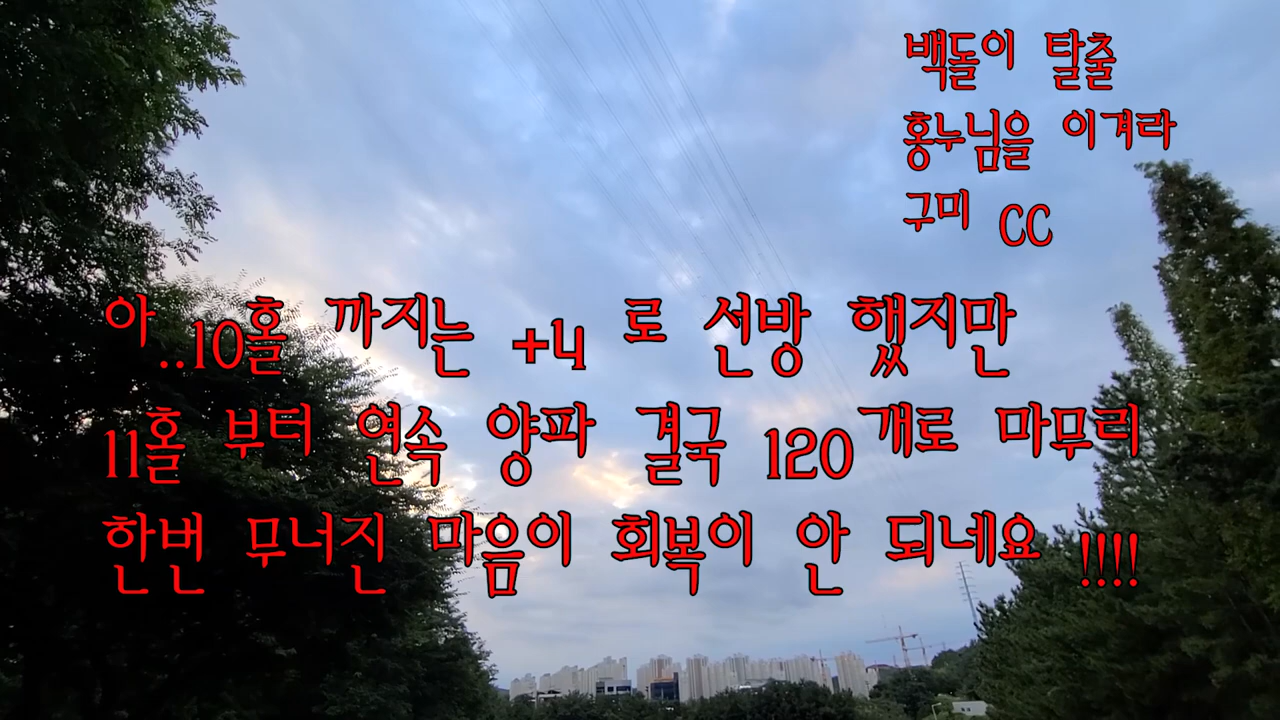 백돌이 탈출
홍누님을 이겨라
구미 CC
아..10홀 까지는 +4 로 선방 했지만
11홀 부터 연속 양파 결국 120 개로 마무리
한번 무너진 마음이 회복이 안 되네요 !!!!